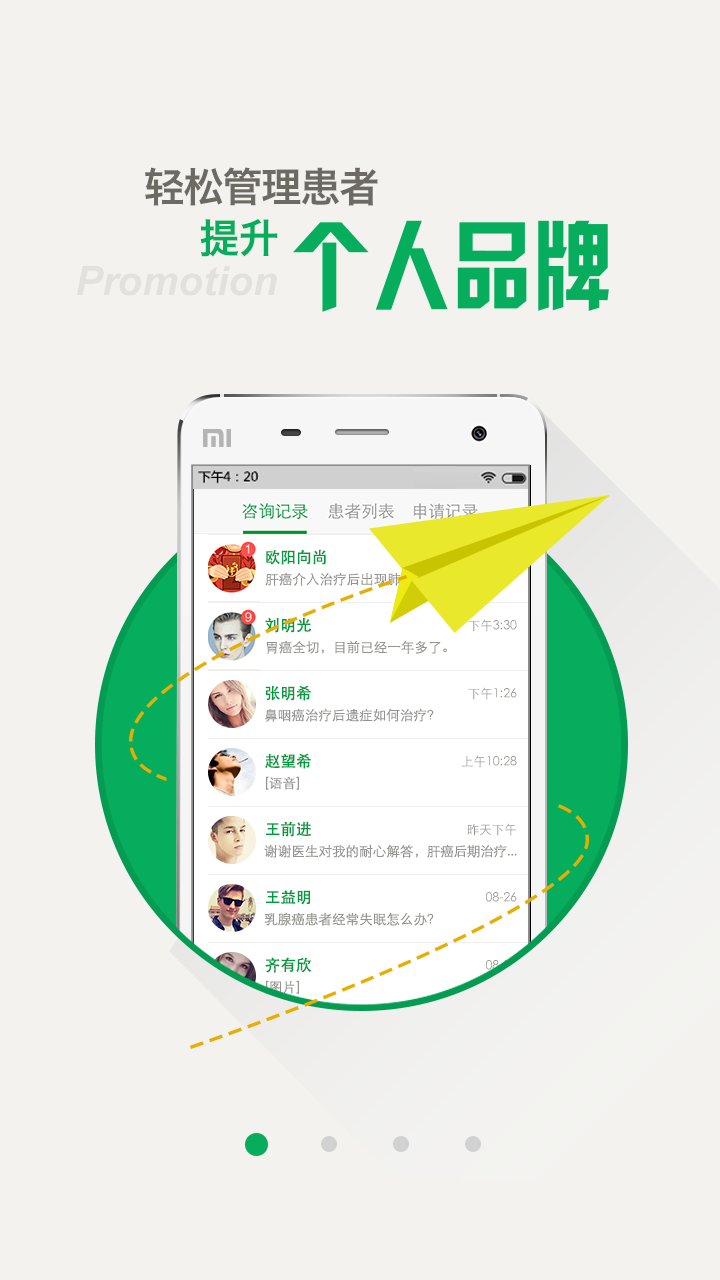 轻松管理患者
提升 个人品牌
Promotion
MI
下午4：20
咨询记录 患者列表 申请记录
1
欧阳向尚
肝癌介入治疗后出现肺
9
刘明光 下午3:30
胃癌全切，目前已经一年多了。
张明希 下午1:26
鼻咽癌治疗后遗症如何治疗?
赵望希 上午10:28
[语音]
王前进 昨天下午
谢谢医生对我的耐心解答，肝癌后期治疗...
王益明 08-26
乳腺癌患者经常失眠怎么办?
齐有欣 08-
[图片]